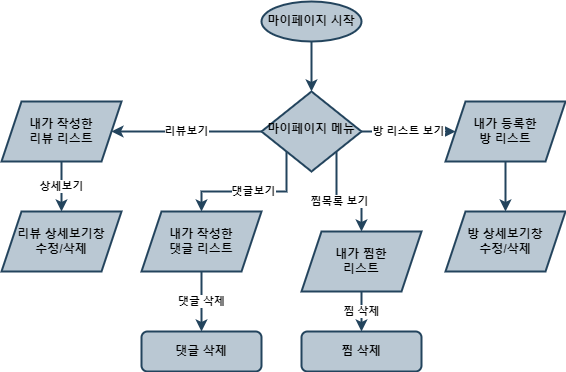 마이페이지 시작
마이페이지 메뉴
리뷰보기
방 리스트 보기
내가 작성한
리뷰 리스트
내가 등록한
방 리스트
상세보기
댓글보기
찜목록 보기
리뷰 상세보기창
수정/삭제
내가 작성한
댓글 리스트
내가 찜한
리스트
방 상세보기창
수정/삭제
댓글 삭제
찜 삭제
댓글 삭제
찜 삭제